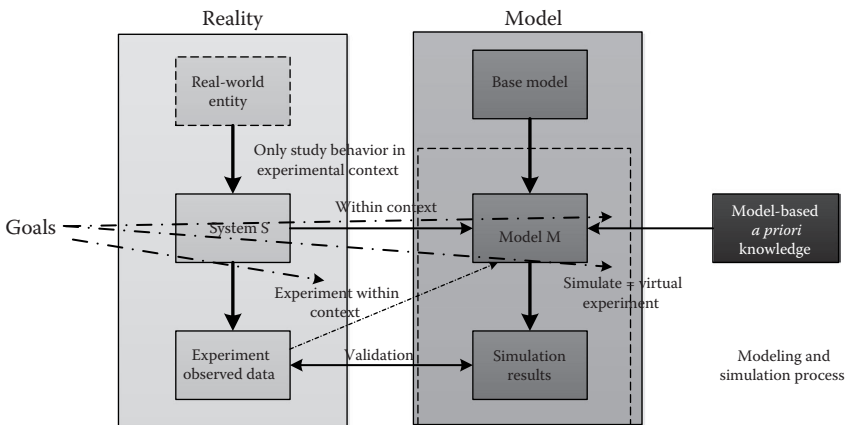 Reality
Model
Real-world
entity
Base model
Only study behavior in
experimental context
Within context
Goals
System S
Model M
Model-based
a priori
knowledge
Experiment within
context
Simulate = virtual
experiment
Experiment
observed data
Validation
Simulation
results
Modeling and
simulation process